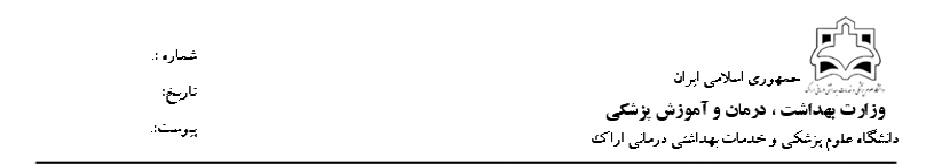 جمهوری اسلامی ایران
وزارت بهداشت ، درمان و آموزش پزشکی
دانشگاه علوم پزشکی و خدمات بهداشتی درمانی اراک
شماره :.
تاریخ:
پیوست:.